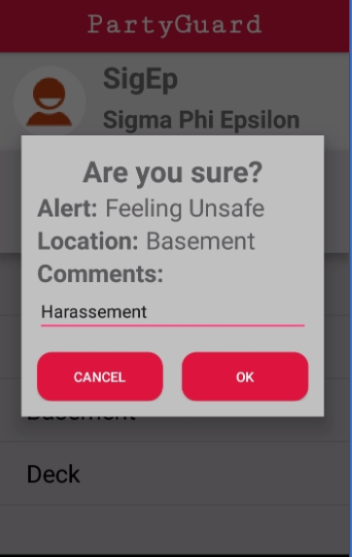 PartyGuard
SigEp
Sigma Phi Epsilon
Are you sure?
Alert: Feeling Unsafe
Location: Basement
Comments:
Harassement
CANCEL
OK
Basement
Deck